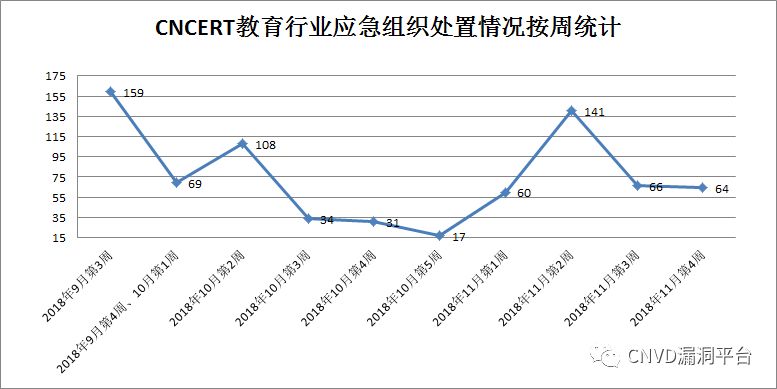 CNCERT教育行业应急组织处置情况按周统计
175
155
135
115
95
75
55
35
15
159
69
108
34
31
17
60
141
66
64
2018年9月第3周
2018年9月第4周、10月第1周
2018年10月第2周
2018年10月第3周
2018年10月第4周
2018年10月第5周
2018年11月第1周
2018年11月第2周
2018年11月第3周
2018年11月第4周
CNVD漏洞平台